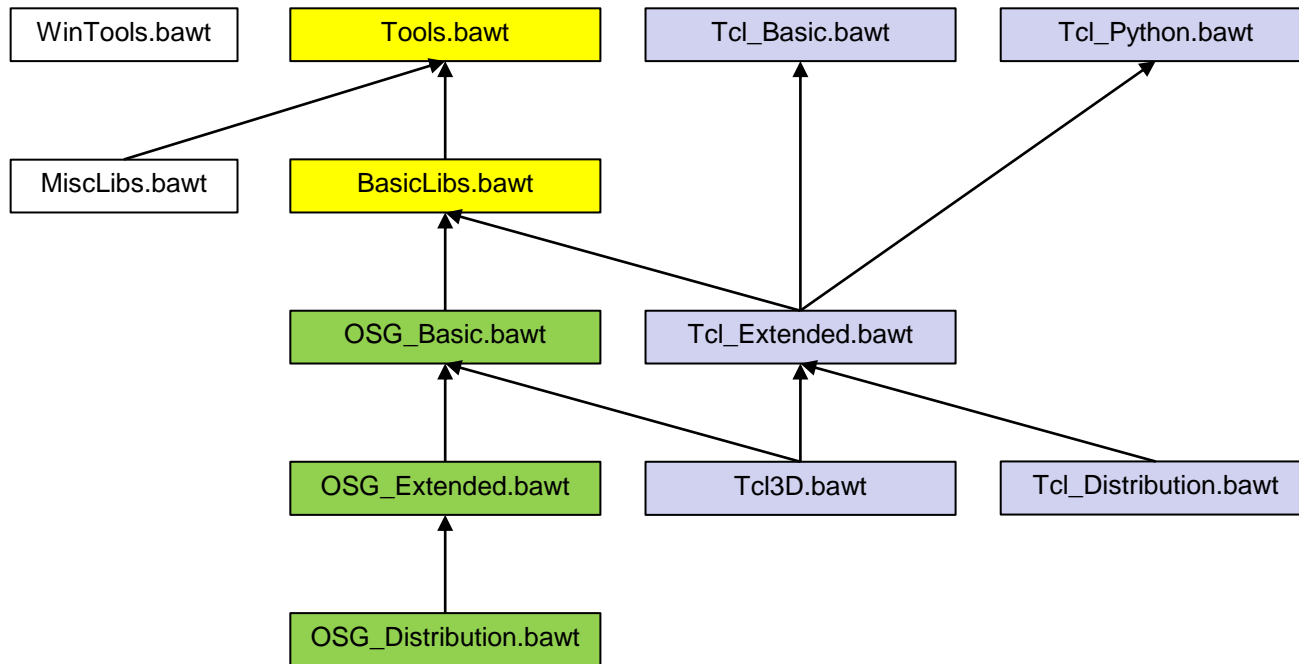 WinTools.bawt
Tools.bawt
Tcl_Basic.bawt
Tcl_Python.bawt
MiscLibs.bawt
BasicLibs.bawt
OSG_Basic.bawt
Tcl_Extended.bawt
OSG_Extended.bawt
Tcl3D.bawt
Tcl_Distribution.bawt
OSG_Distribution.bawt